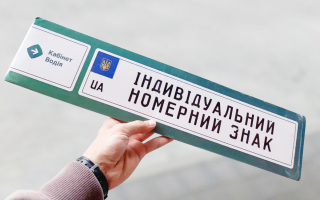 Кабінет
Водія
UA
ІНДИВІДУАЛЬНИЙ
НОМЕРНИЙ ЗНАК